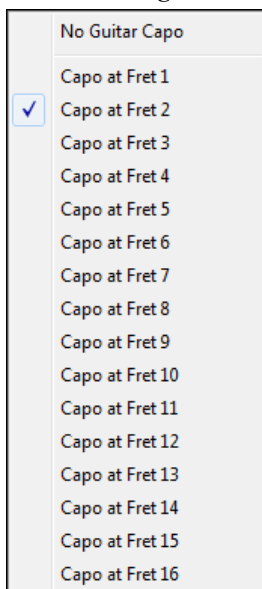 No Guitar Capo
Capo at Fret 1
Capo at Fret 2
Capo at Fret 3
Capo at Fret 4
Capo at Fret 5
Capo at Fret 6
Capo at Fret 7
Capo at Fret 8
Capo at Fret 9
Capo at Fret 10
Capo at Fret 11
Capo at Fret 12
Capo at Fret 13
Capo at Fret 14
Capo at Fret 15
Capo at Fret 16